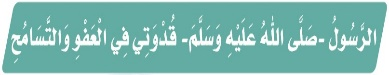 الرَّسُولُ -صَلَّى اللهُ عَلَيْهِ وَسَلَّمَ- قُدْوَتِي فِي الْعَفْوِ وَالتَّسَامُحِ